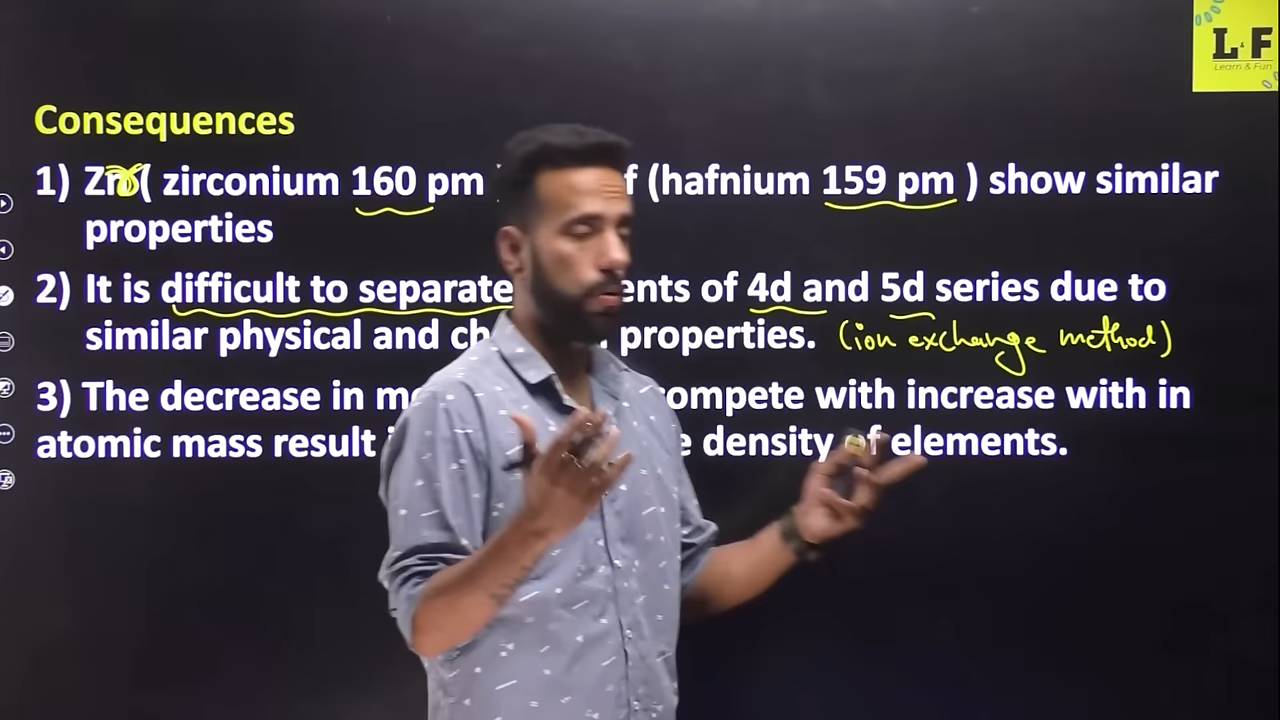 L&F
Learn & Fun
Consequences
1) Zr ( zirconium 160 pm f (hafnium 159 pm ) show similar
properties
2) It is difficult to separate ents of 4d and 5d series due to
similar physical and ch properties. (ion exchange method)
3) The decrease in me ompete with increase with in
atomic mass result i e density of elements.